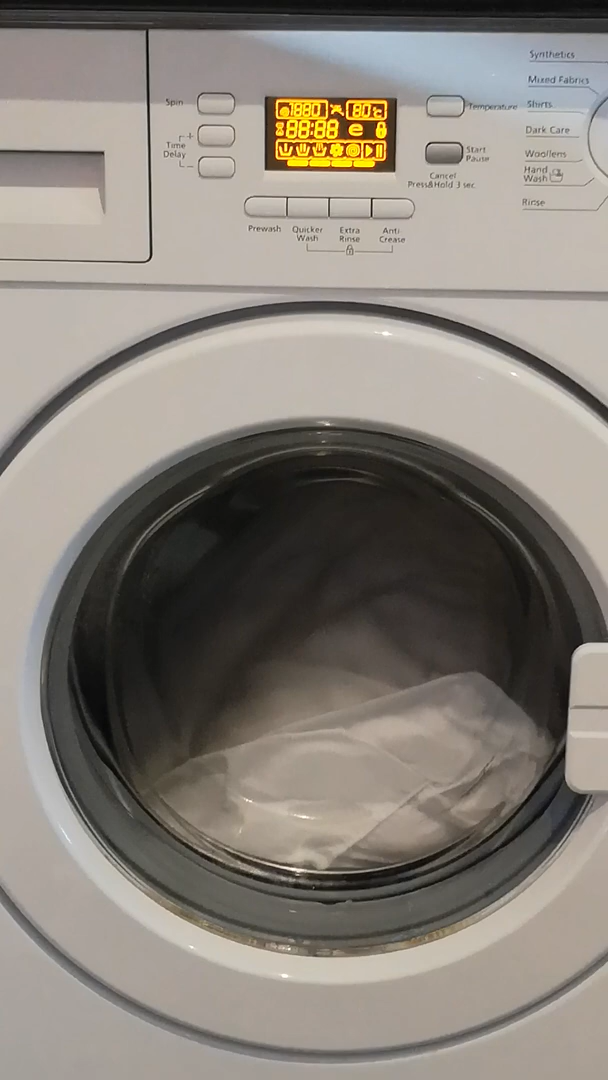 Spin
+
Time
Delay
-
1880 80°C
88:88 e
Temperature
Start
Pause
Cancel
Press&Hold 3 sec.
Prewash
Quicker
Wash
Extra
Rinse
Anti-
Crease
Synthetics
Mixed Fabrics
Shirts
Dark Care
Woollens
Hand
Wash
Rinse